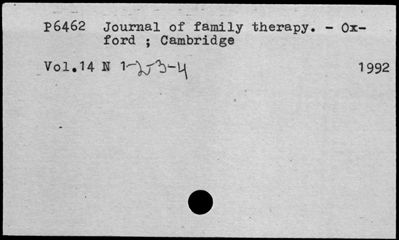 P6462 Journal of family therapy. - Ox-
ford ; Cambridge
Vol.14 N 1-2-3-4 1992